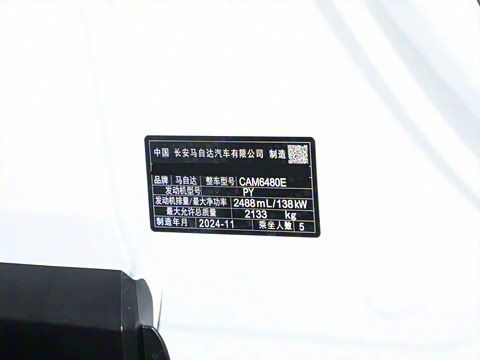 中国 长安马自达汽车有限公司 制造
品牌 马自达 整车型号 CAM6480E
发动机型号 PY
发动机排量/最大净功率 2488mL/138kW
最大允许总质量 2133 kg
制造年月 2024-11 乘坐人数 5